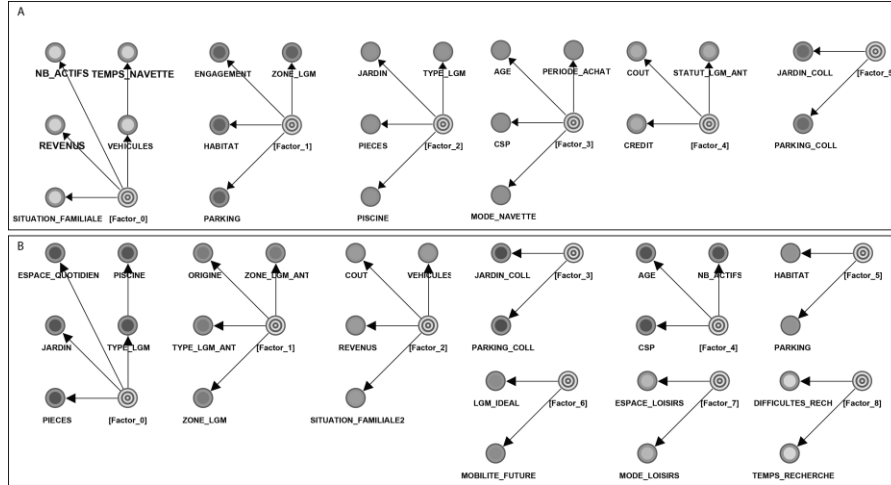 A
NB_ACTIFS TEMPS_NAVETTE ENGAGEMENT ZONE_LGM JARDIN TYPE_LGM AGE PERIODE_ACHAT COUT STATUT_LGM_ANT JARDIN_COLL [Factor_5
REVENUS VEHICULES HABITAT [Factor_1] PIECES [Factor_2] CSP [Factor_3] CREDIT [Factor_4] PARKING_COLL
SITUATION_FAMILIALE [Factor_0] PARKING PISCINE MODE_NAVETTE
B
ESPACE_QUOTIDIEN PISCINE ORIGINE ZONE_LGM_ANT COUT VEHICULES JARDIN_COLL [Factor_3] AGE NB_ACTIFS HABITAT [Factor_5]
JARDIN TYPE_LGM TYPE_LGM_ANT [Factor_1] REVENUS [Factor_2] PARKING_COLL CSP [Factor_4] PARKING
PIECES [Factor_0] ZONE_LGM SITUATION_FAMILIALE2 LGM_IDEAL [Factor_6] ESPACE_LOISIRS [Factor_7] DIFFICULTES_RECH [Factor_8]
MOBILITE_FUTURE MODE_LOISIRS TEMPS_RECHERCHE